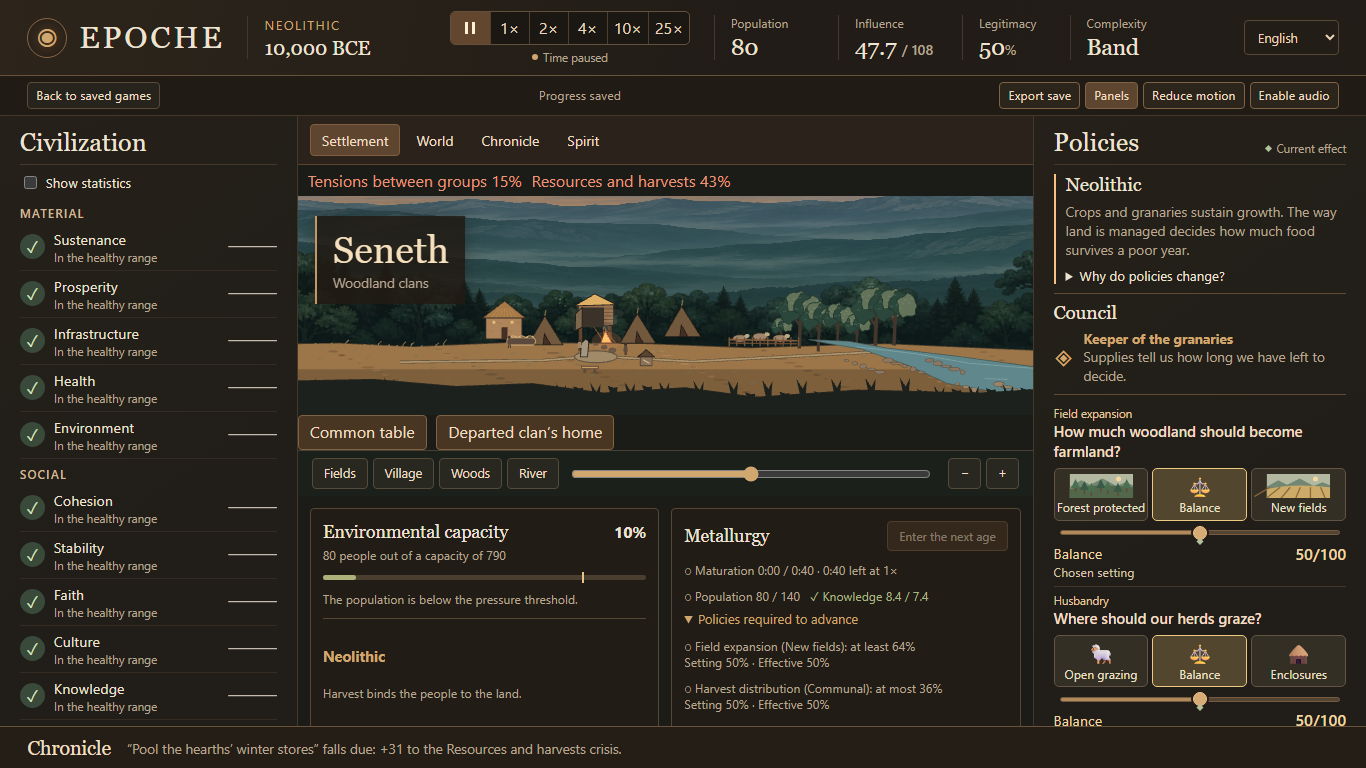 EPOCHE
NEOLITHIC
10,000 BCE
1×
2×
4×
10×
25×
Time paused
Population
80
Influence
47.7 / 108
Legitimacy
50%
Complexity
Band
English
Back to saved games
Progress saved
Export save
Panels
Reduce motion
Enable audio
Civilization
Show statistics
MATERIAL
Sustenance
In the healthy range
Prosperity
In the healthy range
Infrastructure
In the healthy range
Health
In the healthy range
Environment
In the healthy range
SOCIAL
Cohesion
In the healthy range
Stability
In the healthy range
Faith
In the healthy range
Culture
In the healthy range
Knowledge
In the healthy range
Settlement
World
Chronicle
Spirit
Tensions between groups 15% Resources and harvests 43%
Seneth
Woodland clans
Common table
Departed clan's home
Fields
Village
Woods
River
−
+
Environmental capacity
10%
80 people out of a capacity of 790
The population is below the pressure threshold.
Neolithic
Harvest binds the people to the land.
Metallurgy
Enter the next age
○ Maturation 0:00 / 0:40 · 0:40 left at 1×
○ Population 80 / 140 ✓ Knowledge 8.4 / 7.4
▼ Policies required to advance
○ Field expansion (New fields): at least 64%
Setting 50% · Effective 50%
○ Harvest distribution (Communal): at most 36%
Setting 50% · Effective 50%
Policies
◆ Current effect
Neolithic
Crops and granaries sustain growth. The way
land is managed decides how much food
survives a poor year.
▶ Why do policies change?
Council
Keeper of the granaries
Supplies tell us how long we have left to
decide.
Field expansion
How much woodland should become
farmland?
Forest protected
Balance
New fields
Balance
50/100
Chosen setting
Husbandry
Where should our herds graze?
Open grazing
Balance
Enclosures
Balance
50/100
Chronicle
“Pool the hearths’ winter stores” falls due: +31 to the Resources and harvests crisis.